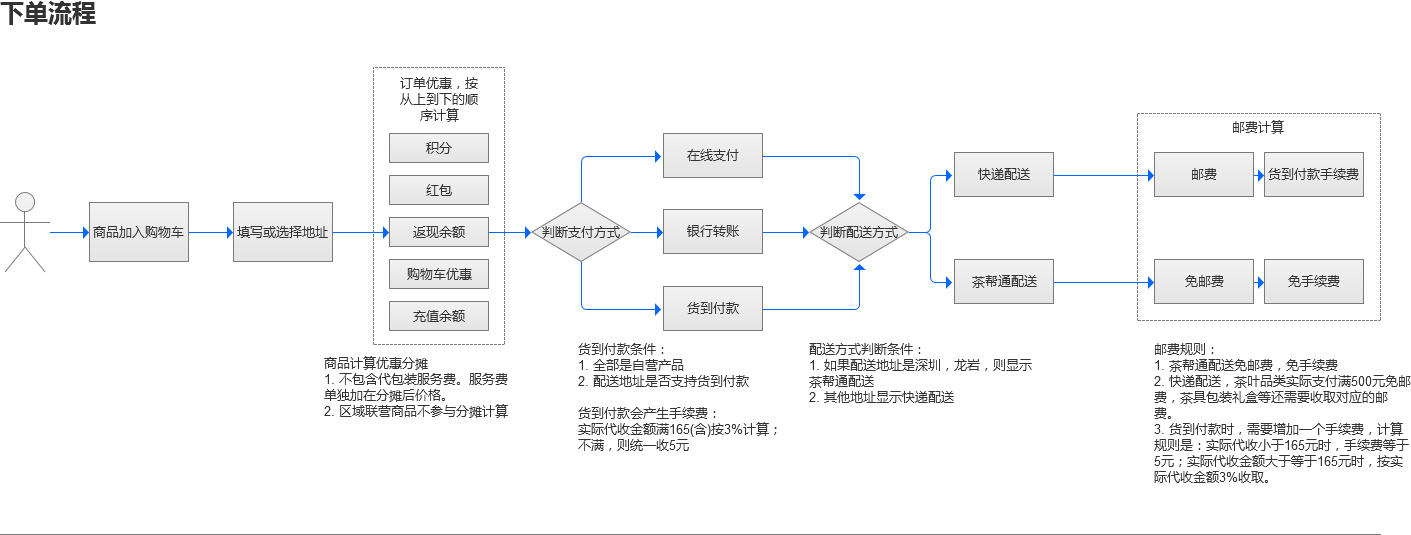 下单流程
订单优惠，按
从上到下的顺
序计算
积分
红包
返现余额
购物车优惠
充值余额
商品加入购物车
填写或选择地址
判断支付方式
在线支付
银行转账
货到付款
判断配送方式
快递配送
茶帮通配送
邮费计算
邮费
货到付款手续费
免邮费
免手续费
商品计算优惠分摊
1. 不包含代包装服务费。服务费
单独加在分摊后价格。
2. 区域联营商品不参与分摊计算
货到付款条件：
1. 全部是自营产品
2. 配送地址是否支持货到付款
货到付款会产生手续费：
实际代收金额满165(含)按3%计算；
不满，则统一收5元
配送方式判断条件：
1. 如果配送地址是深圳，龙岩，则显示
茶帮通配送
2. 其他地址显示快递配送
邮费规则：
1. 茶帮通配送免邮费，免手续费
2. 快递配送，茶叶品类实际支付满500元免邮
费，茶具包装礼盒等还需要收取对应的邮
费。
3. 货到付款时，需要增加一个手续费，计算
规则是：实际代收小于165元时，手续费等于
5元；实际代收金额大于等于165元时，按实
际代收金额3%收取。